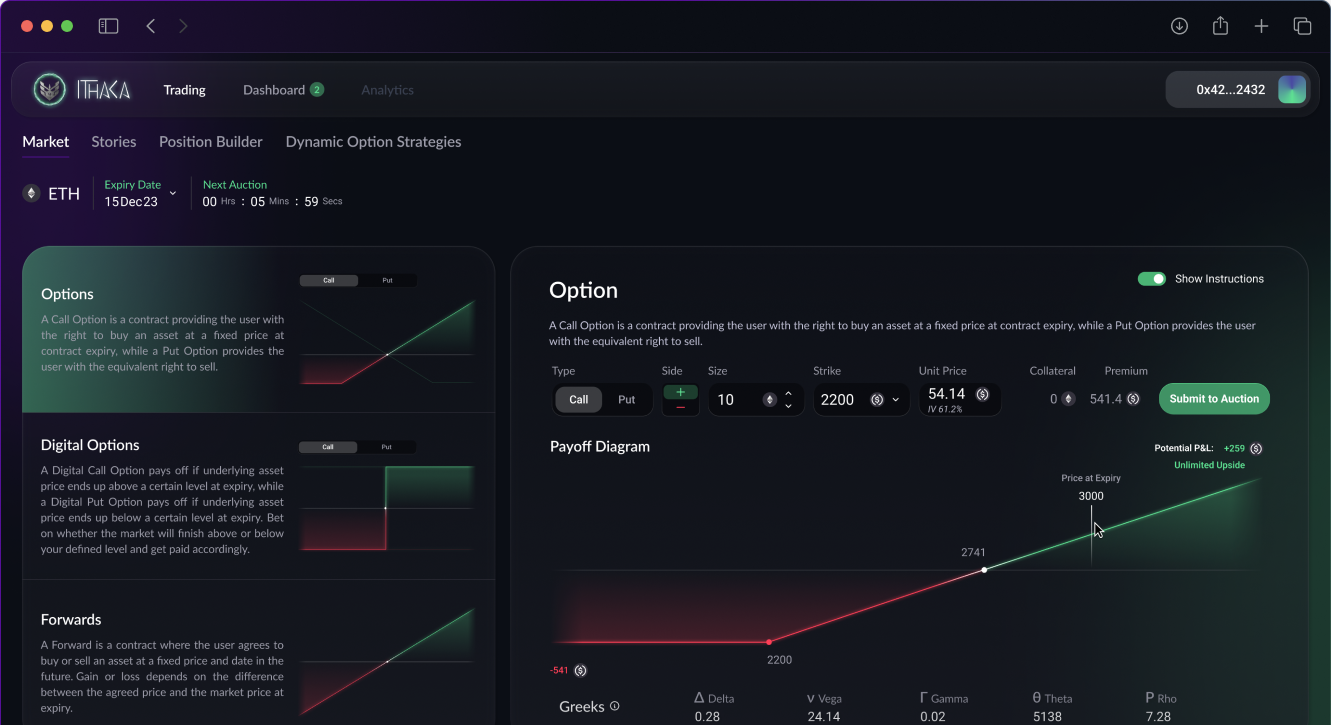 ITHAKA
Trading
Dashboard 2
Analytics
0x42...2432
Market
Stories
Position Builder
Dynamic Option Strategies
ETH
Expiry Date
15Dec23
Next Auction
00 Hrs : 05 Mins : 59 Secs
Call Put
Options
A Call Option is a contract providing the user with
the right to buy an asset at a fixed price at
contract expiry, while a Put Option provides the
user with the equivalent right to sell.
Call Put
Digital Options
A Digital Call Option pays off if underlying asset
price ends up above a certain level at expiry, while
a Digital Put Option pays off if underlying asset
price ends up below a certain level at expiry. Bet
on whether the market will finish above or below
your defined level and get paid accordingly.
Forwards
A Forward is a contract where the user agrees to
buy or sell an asset at a fixed price and date in the
future. Gain or loss depends on the difference
between the agreed price and the market price at
expiry.
Show Instructions
Option
A Call Option is a contract providing the user with the right to buy an asset at a fixed price at contract expiry, while a Put Option provides the user
with the equivalent right to sell.
Type Side Size Strike Unit Price Collateral Premium
Call Put + − 10 2200 54.14 IV 61.2% 0 541.4 Submit to Auction
Payoff Diagram
Potential P&L: +259
Unlimited Upside
Price at Expiry
3000
2741
2200
-541
Greeks
Δ Delta
0.28
ν Vega
24.14
Γ Gamma
0.02
θ Theta
5138
Ρ Rho
7.28